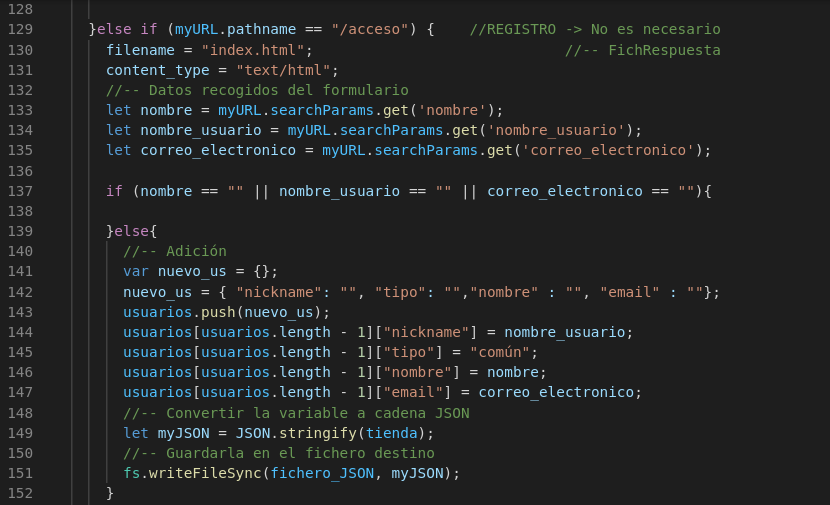 128
129 }else if (myURL.pathname == "/acceso") { //REGISTRO -> No es necesario
130 filename = "index.html"; //-- FichRespuesta
131 content_type = "text/html";
132 //-- Datos recogidos del formulario
133 let nombre = myURL.searchParams.get('nombre');
134 let nombre_usuario = myURL.searchParams.get('nombre_usuario');
135 let correo_electronico = myURL.searchParams.get('correo_electronico');
136
137 if (nombre == "" || nombre_usuario == "" || correo_electronico == ""){
138
139 }else{
140 //-- Adición
141 var nuevo_us = {};
142 nuevo_us = { "nickname": "", "tipo": "","nombre" : "", "email" : ""};
143 usuarios.push(nuevo_us);
144 usuarios[usuarios.length - 1]["nickname"] = nombre_usuario;
145 usuarios[usuarios.length - 1]["tipo"] = "común";
146 usuarios[usuarios.length - 1]["nombre"] = nombre;
147 usuarios[usuarios.length - 1]["email"] = correo_electronico;
148 //-- Convertir la variable a cadena JSON
149 let myJSON = JSON.stringify(tienda);
150 //-- Guardarla en el fichero destino
151 fs.writeFileSync(fichero_JSON, myJSON);
152 }